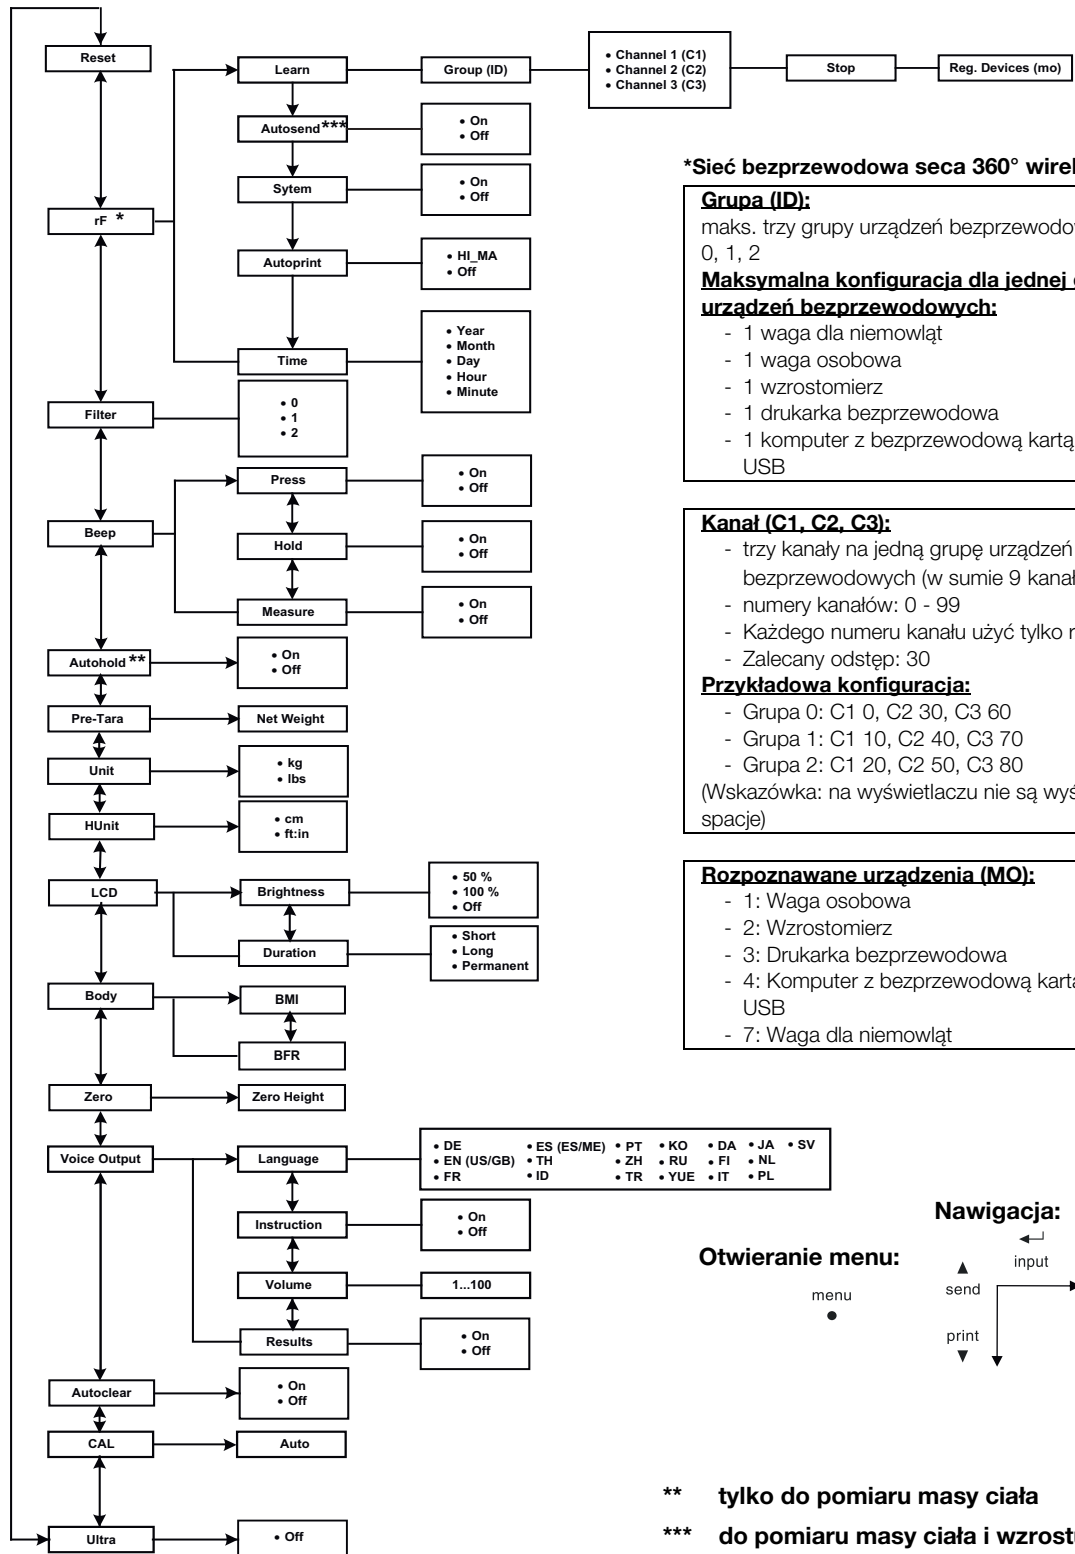 Reset
Learn
Group (ID)
• Channel 1 (C1)
• Channel 2 (C2)
• Channel 3 (C3)
Stop
Reg. Devices (mo)
Autosend***
• On
• Off
Sytem
• On
• Off
rF *
Autoprint
• HI_MA
• Off
Time
• Year
• Month
• Day
• Hour
• Minute
Filter
• 0
• 1
• 2
Beep
Press
• On
• Off
Hold
• On
• Off
Measure
• On
• Off
Autohold **
• On
• Off
Pre-Tara
Net Weight
Unit
• kg
• lbs
HUnit
• cm
• ft:in
LCD
Brightness
• 50 %
• 100 %
• Off
Duration
• Short
• Long
• Permanent
Body
BMI
BFR
Zero
Zero Height
Voice Output
Language
• DE • ES (ES/ME) • PT • KO • DA • JA • SV
• EN (US/GB) • TH • ZH • RU • FI • NL
• FR • ID • TR • YUE • IT • PL
Instruction
• On
• Off
Volume
1...100
Results
• On
• Off
Autoclear
• On
• Off
CAL
Auto
Ultra
• Off
*Sieć bezprzewodowa seca 360° wirel
Grupa (ID):
maks. trzy grupy urządzeń bezprzewodo
0, 1, 2
Maksymalna konfiguracja dla jednej
urządzeń bezprzewodowych:
- 1 waga dla niemowląt
- 1 waga osobowa
- 1 wzrostomierz
- 1 drukarka bezprzewodowa
- 1 komputer z bezprzewodową kartą
USB
Kanał (C1, C2, C3):
- trzy kanały na jedną grupę urządzeń
bezprzewodowych (w sumie 9 kanał
- numery kanałów: 0 - 99
- Każdego numeru kanału użyć tylko
- Zalecany odstęp: 30
Przykładowa konfiguracja:
- Grupa 0: C1 0, C2 30, C3 60
- Grupa 1: C1 10, C2 40, C3 70
- Grupa 2: C1 20, C2 50, C3 80
(Wskazówka: na wyświetlaczu nie są wyś
spacje)
Rozpoznawane urządzenia (MO):
- 1: Waga osobowa
- 2: Wzrostomierz
- 3: Drukarka bezprzewodowa
- 4: Komputer z bezprzewodową kartą
USB
- 7: Waga dla niemowląt
Otwieranie menu:
menu
Nawigacja:
input
send
print
** tylko do pomiaru masy ciała
*** do pomiaru masy ciała i wzrostu